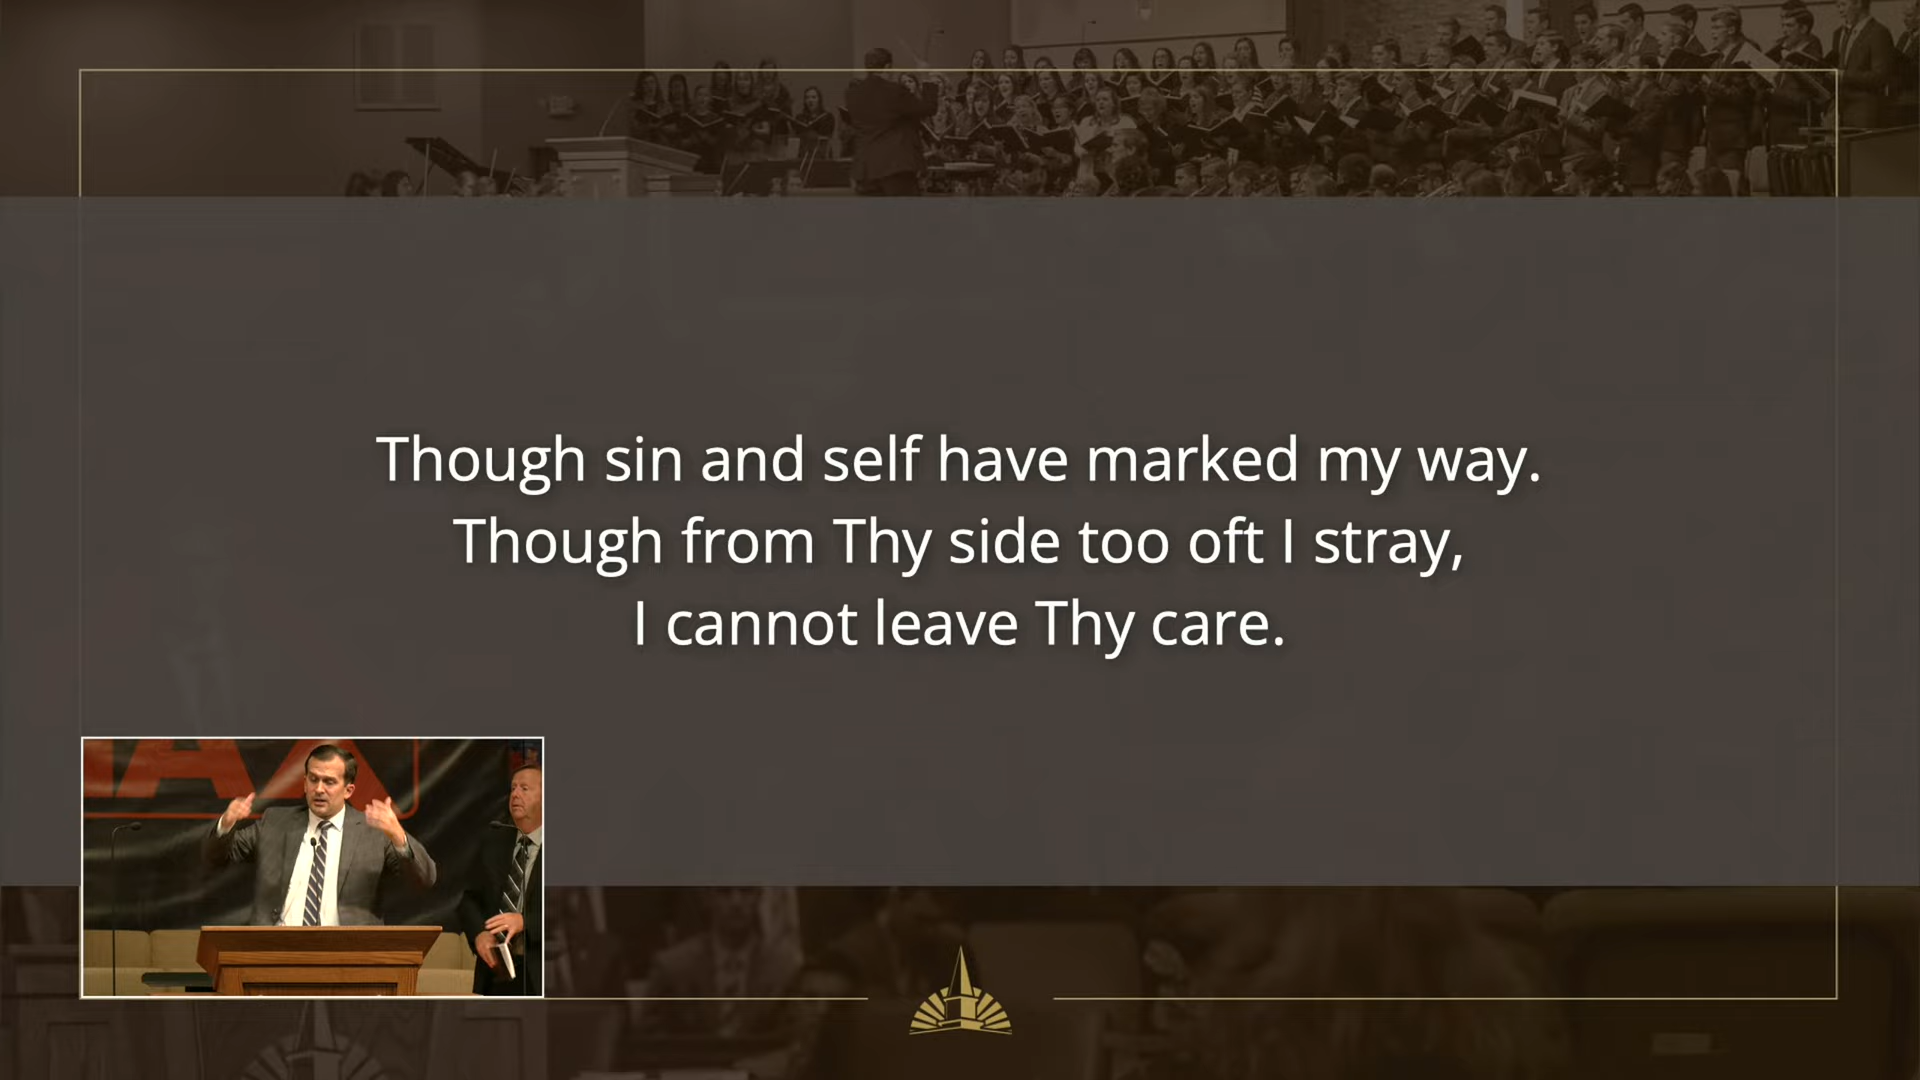 Though sin and self have marked my way.
Though from Thy side too oft I stray,
I cannot leave Thy care.